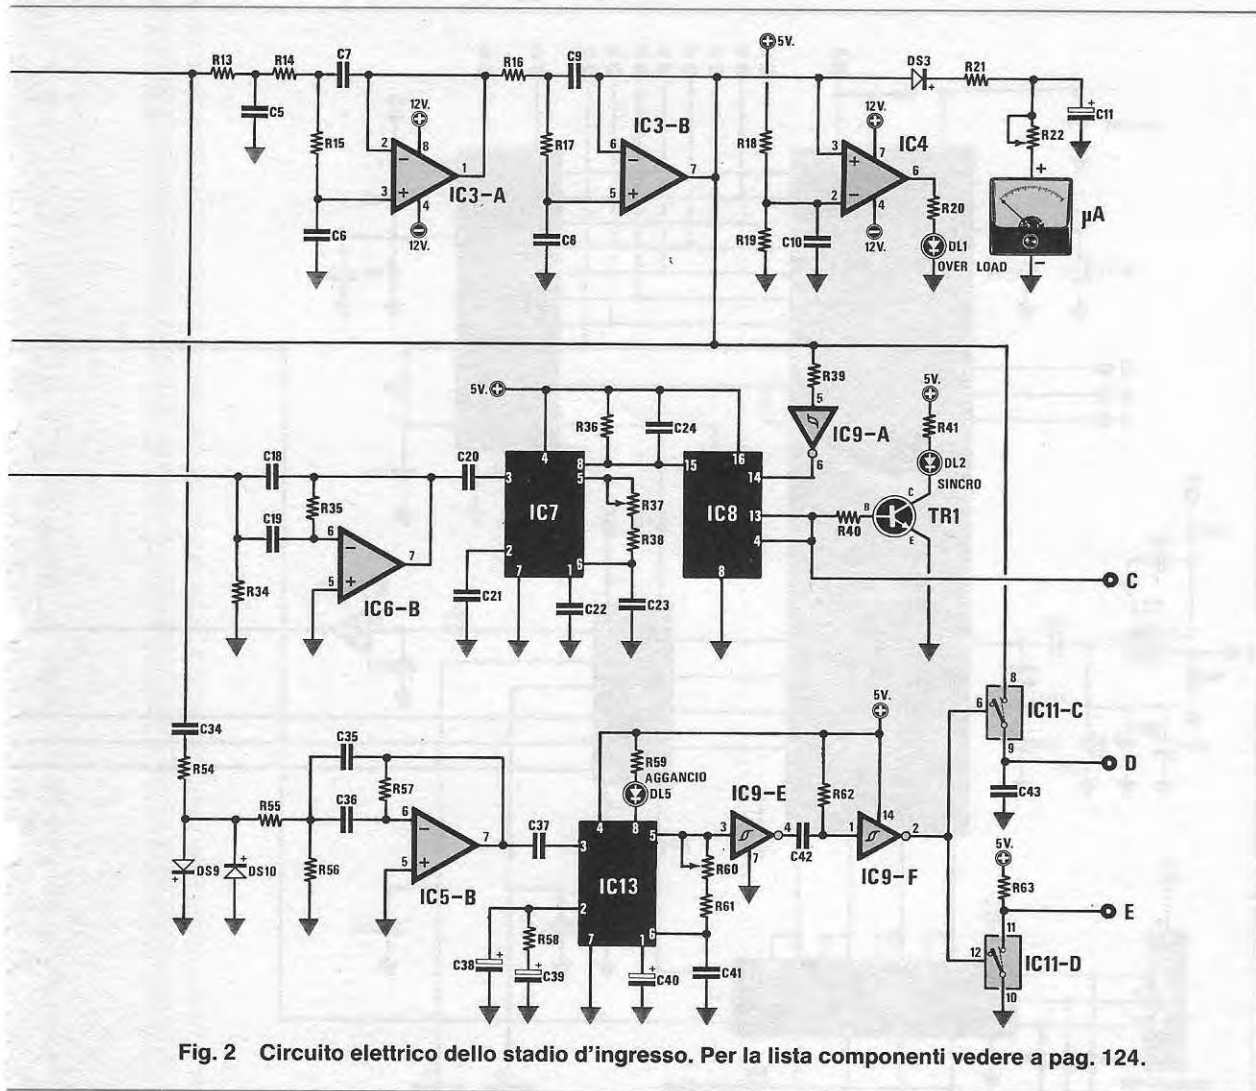 R13
R14
C7
C5
R15
C6
2
3
12V.
8
1
4
12V.
IC3-A
R16
C9
R17
C8
6
5
7
IC3-B
5V.
R18
R19
C10
3
2
12V.
7
6
4
12V.
IC4
R20
DL1
OVER LOAD
DS3
R21
R22
C11
+
µA
−
5V.
R36
C24
C18
C19
R35
R34
6
5
7
IC6-B
C20
C21
3
4
8
5
2
7
1
6
IC7
C22
R37
R38
C23
15
16
14
13
4
8
IC8
R39
5
6
IC9-A
5V.
R41
DL2
SINCRO
R40
B
C
E
TR1
C
C34
R54
DS9
DS10
R55
R56
C35
C36
R57
6
5
7
IC5-B
C37
C38
R58
C39
R59
AGGANCIO
DL5
3
4
8
5
2
7
1
6
IC13
C40
R60
R61
C41
IC9-E
3
4
7
C42
R62
5V.
1
14
2
IC9-F
8
6
9
IC11-C
D
C43
5V.
R63
E
11
12
10
IC11-D
Fig. 2 Circuito elettrico dello stadio d'ingresso. Per la lista componenti vedere a pag. 124.